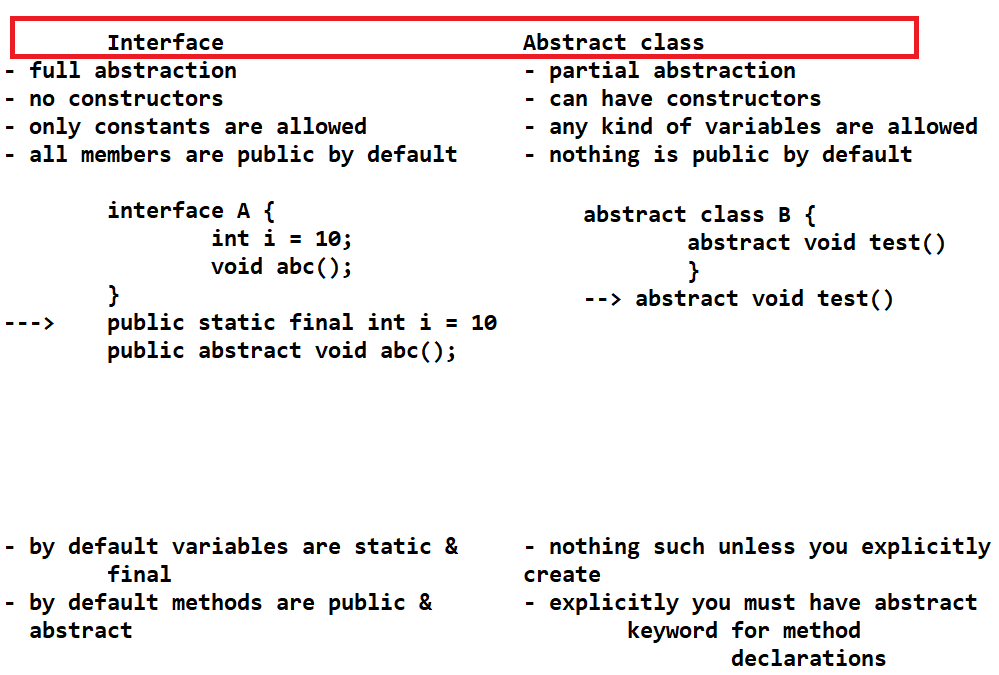 Interface Abstract class
- full abstraction - partial abstraction
- no constructors - can have constructors
- only constants are allowed - any kind of variables are allowed
- all members are public by default - nothing is public by default
interface A { abstract class B {
int i = 10; abstract void test()
void abc(); }
} --> abstract void test()
---> public static final int i = 10
public abstract void abc();
- by default variables are static & - nothing such unless you explicitly
final create
- by default methods are public & - explicitly you must have abstract
abstract keyword for method
declarations